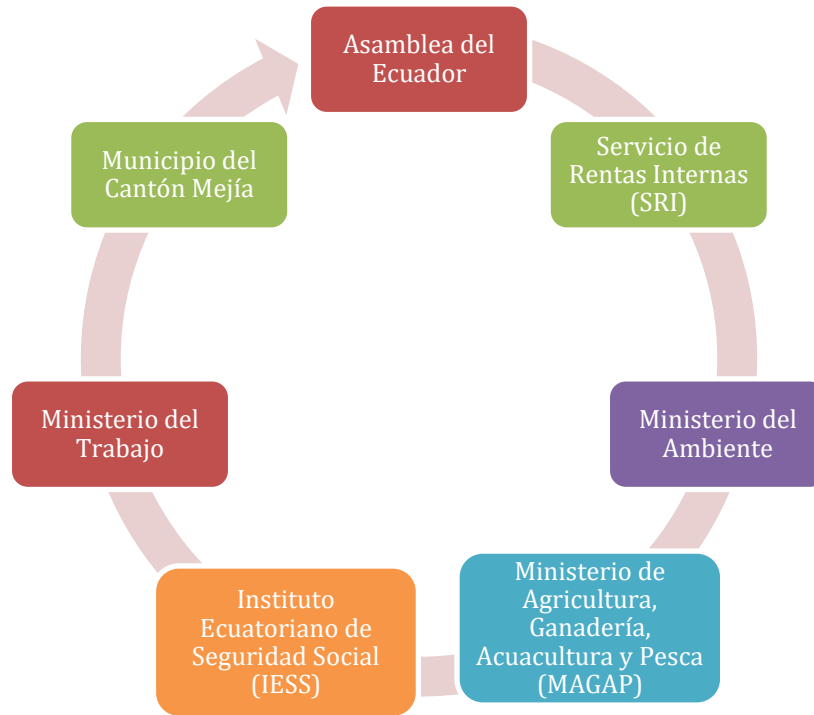 Asamblea del
Ecuador
Servicio de
Rentas Internas
(SRI)
Ministerio del
Ambiente
Ministerio de
Agricultura,
Ganadería,
Acuacultura y Pesca
(MAGAP)
Instituto
Ecuatoriano de
Seguridad Social
(IESS)
Ministerio del
Trabajo
Municipio del
Cantón Mejía